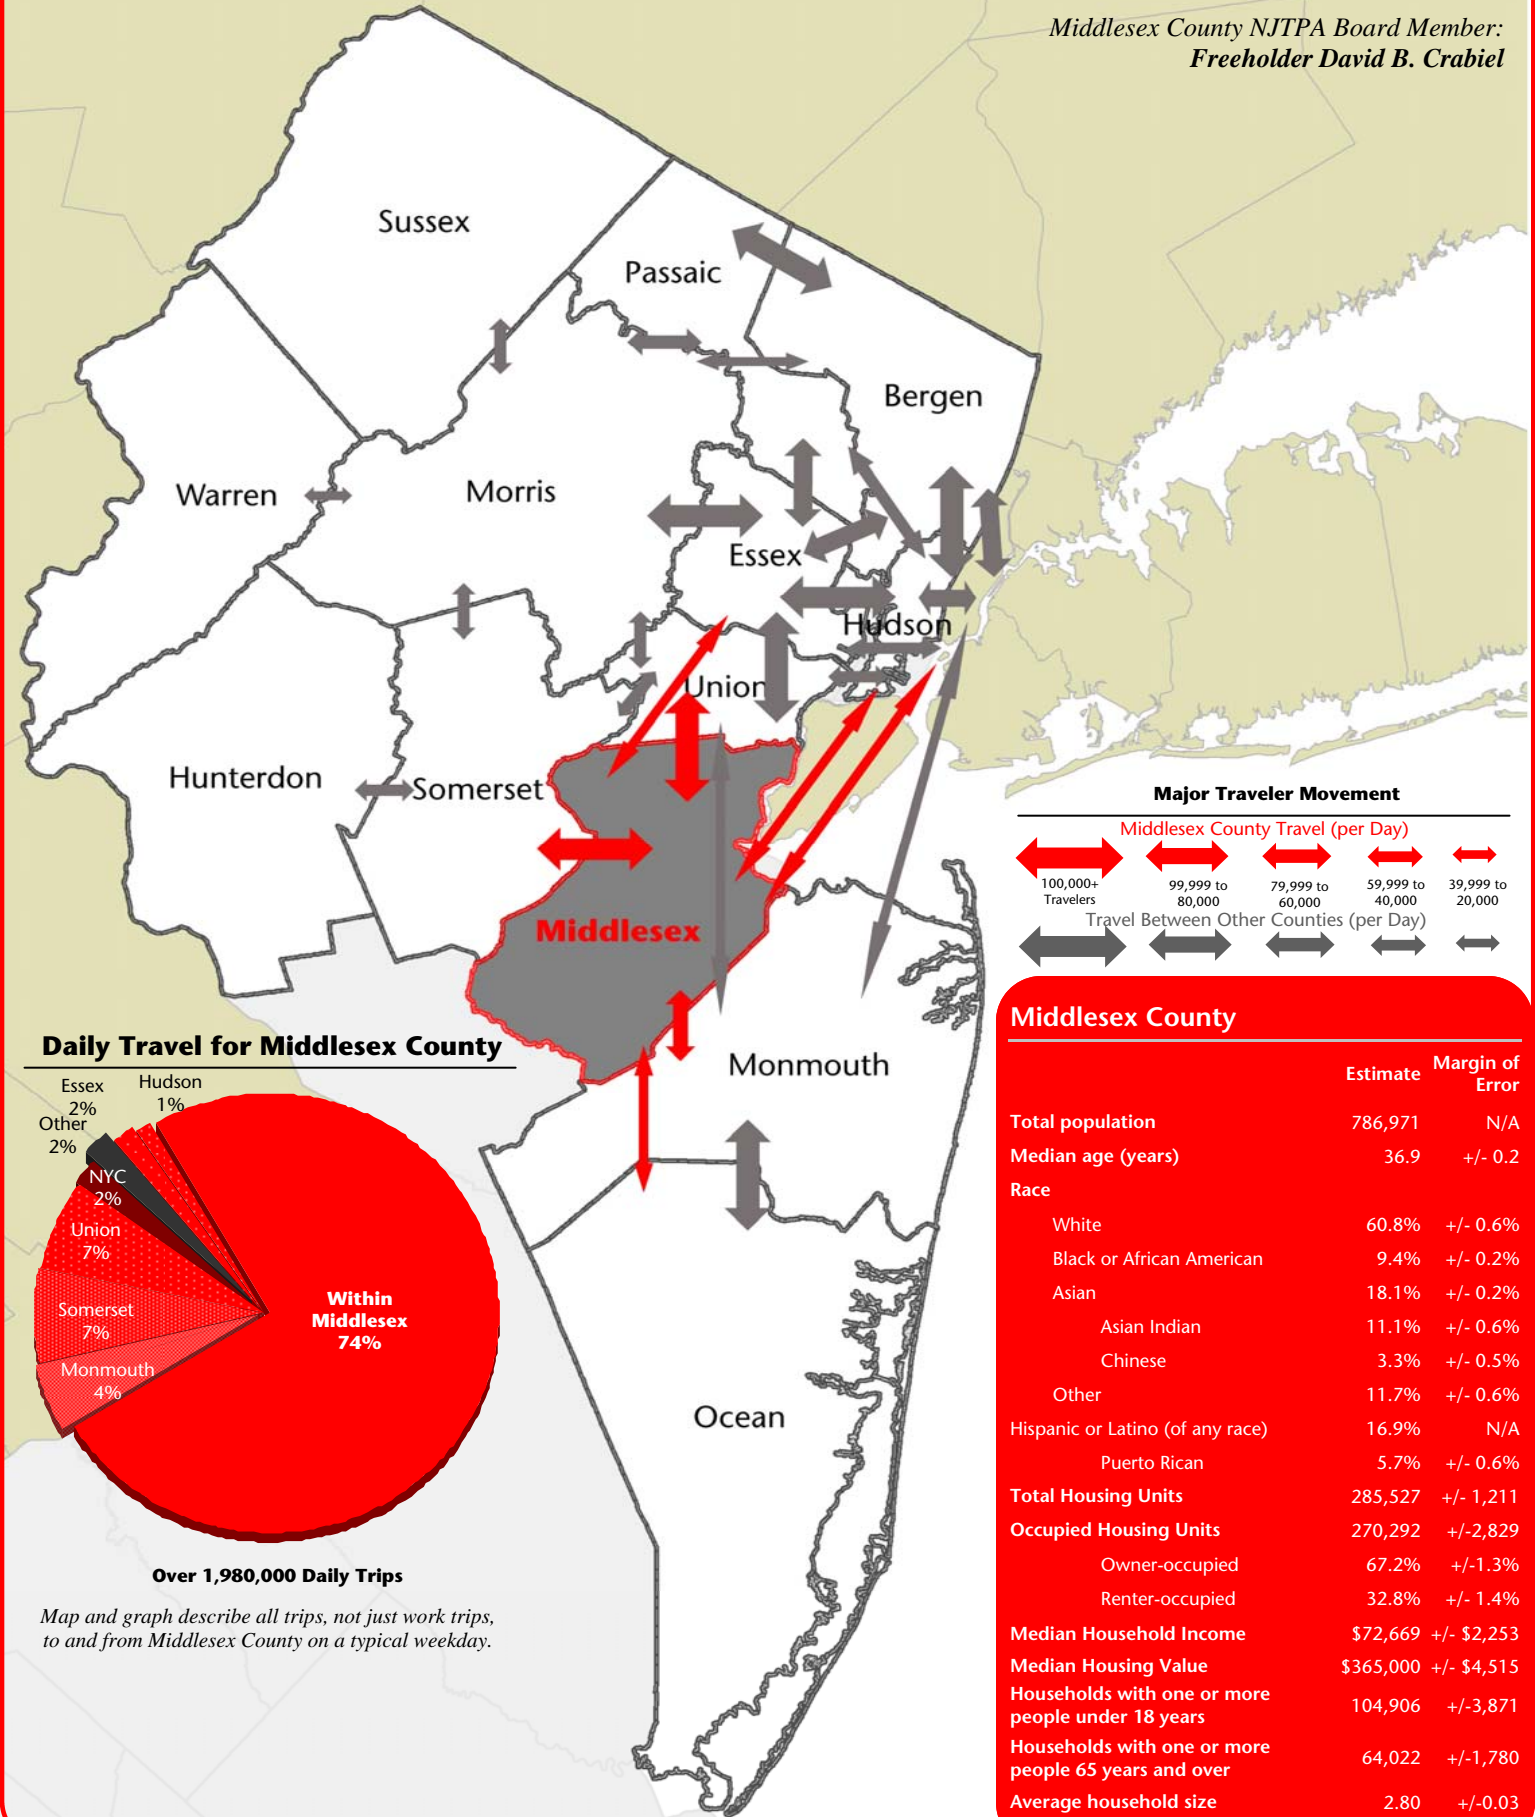 Middlesex County NJTPA Board Member:
Freeholder David B. Crabiel
Sussex
Passaic
Bergen
Warren
Morris
Essex
Hudson
Union
Hunterdon
Somerset
Middlesex
Monmouth
Ocean
Major Traveler Movement
Middlesex County Travel (per Day)
100,000+ Travelers
99,999 to 80,000
79,999 to 60,000
59,999 to 40,000
39,999 to 20,000
Travel Between Other Counties (per Day)
Daily Travel for Middlesex County
Essex 2%
Hudson 1%
Other 2%
NYC 2%
Union 7%
Somerset 7%
Monmouth 4%
Within Middlesex 74%
Over 1,980,000 Daily Trips
Map and graph describe all trips, not just work trips,
to and from Middlesex County on a typical weekday.
Middlesex County
Estimate Margin of Error
Total population 786,971 N/A
Median age (years) 36.9 +/- 0.2
Race
White 60.8% +/- 0.6%
Black or African American 9.4% +/- 0.2%
Asian 18.1% +/- 0.2%
Asian Indian 11.1% +/- 0.6%
Chinese 3.3% +/- 0.5%
Other 11.7% +/- 0.6%
Hispanic or Latino (of any race) 16.9% N/A
Puerto Rican 5.7% +/- 0.6%
Total Housing Units 285,527 +/- 1,211
Occupied Housing Units 270,292 +/-2,829
Owner-occupied 67.2% +/-1.3%
Renter-occupied 32.8% +/- 1.4%
Median Household Income $72,669 +/- $2,253
Median Housing Value $365,000 +/- $4,515
Households with one or more
people under 18 years 104,906 +/-3,871
Households with one or more
people 65 years and over 64,022 +/-1,780
Average household size 2.80 +/-0.03